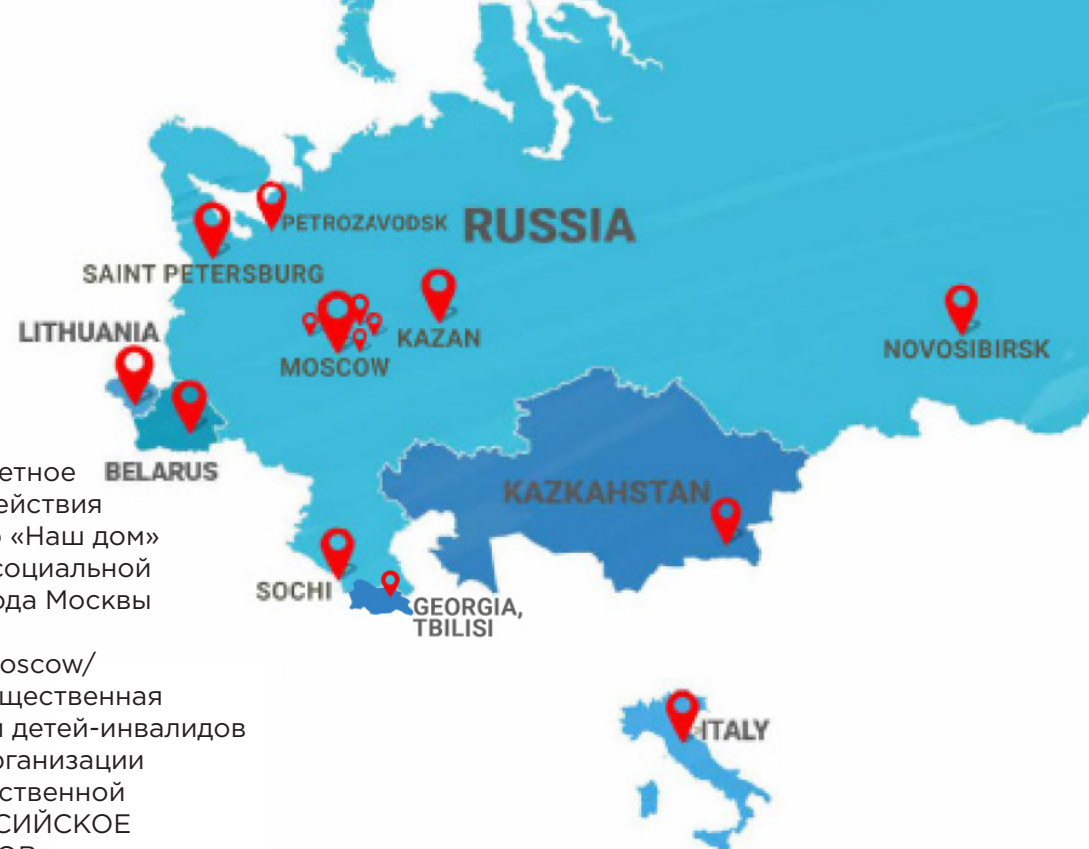 PETROZAVODSK
RUSSIA
SAINT PETERSBURG
LITHUANIA
KAZAN
MOSCOW
NOVOSIBIRSK
BELARUS
KAZKAHSTAN
SOCHI
GEORGIA,
TBILISI
ITALY
етное
ействия
«Наш дом»
социальной
ода Москвы
oscow/
щественная
детей-инвалидов
рганизации
ственной
СИЙСКОЕ